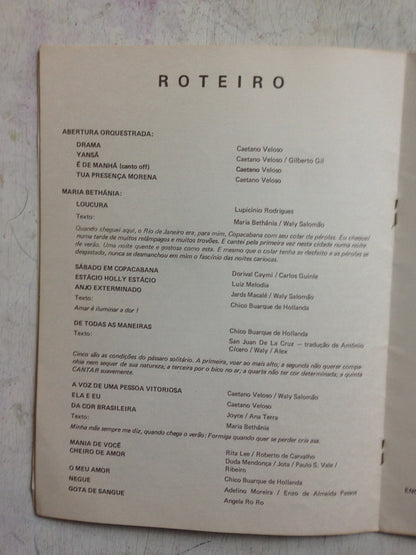 ROTEIRO
ABERTURA ORQUESTRADA:
DRAMA Caetano Veloso
YANSÃ Caetano Veloso / Gilberto Gil
É DE MANHÃ (canto off) Caetano Veloso
TUA PRESENÇA MORENA Caetano Veloso
MARIA BETHÂNIA:
LOUCURA Lupicínio Rodrigues
Texto: Maria Bethânia / Waly Salomão
Quando cheguei aqui, o Rio de Janeiro era, para mim, Copacabana com seu colar de pérolas. Eu cheguei
numa tarde de muitos relâmpagos e muitos trovões. E cantei pela primeira vez nesta cidade numa noite
de verão. Uma noite quente e gostosa como esta. E mesmo que o colar tenha se desfeito e as pérolas se
desgastado, nunca se desmanchou em mim o fascínio das noites cariocas.
SÁBADO EM COPACABANA Dorival Caymi / Carlos Guinle
ESTÁCIO HOLLY ESTÁCIO Luiz Melodia
ANJO EXTERMINADO Jards Macalé / Waly Salomão
Texto: Chico Buarque de Hollanda
Amar é iluminar a dor !
DE TODAS AS MANEIRAS Chico Buarque de Hollanda
Texto: San Juan De La Cruz — tradução de Antônio
Cícero / Waly / Alex
Cinco são as condições do pássaro solitário. A primeira, voar ao mais alto; a segunda não querer compa-
nhia nem sequer de sua natureza; a terceira por o bico no ar; a quarta não ter cor determinada; a quinta
CANTAR suavemente.
A VOZ DE UMA PESSOA VITORIOSA Caetano Veloso / Waly Salomão
ELA E EU Caetano Veloso
DA COR BRASILEIRA Joyce / Ana Terra
Texto: Maria Bethânia
Minha mãe sempre me diz, quando chega o verão: Formiga quando quer se perder cria asa.
MANIA DE VOCÊ Rita Lee / Roberto de Carvalho
CHEIRO DE AMOR Duda Mendonça / Jota / Paulo S. Vale /
Ribeiro
O MEU AMOR Chico Buarque de Hollanda
NEGUE Adelino Moreira / Enzo de Almeida Passos
GOTA DE SANGUE Angela Ro Ro